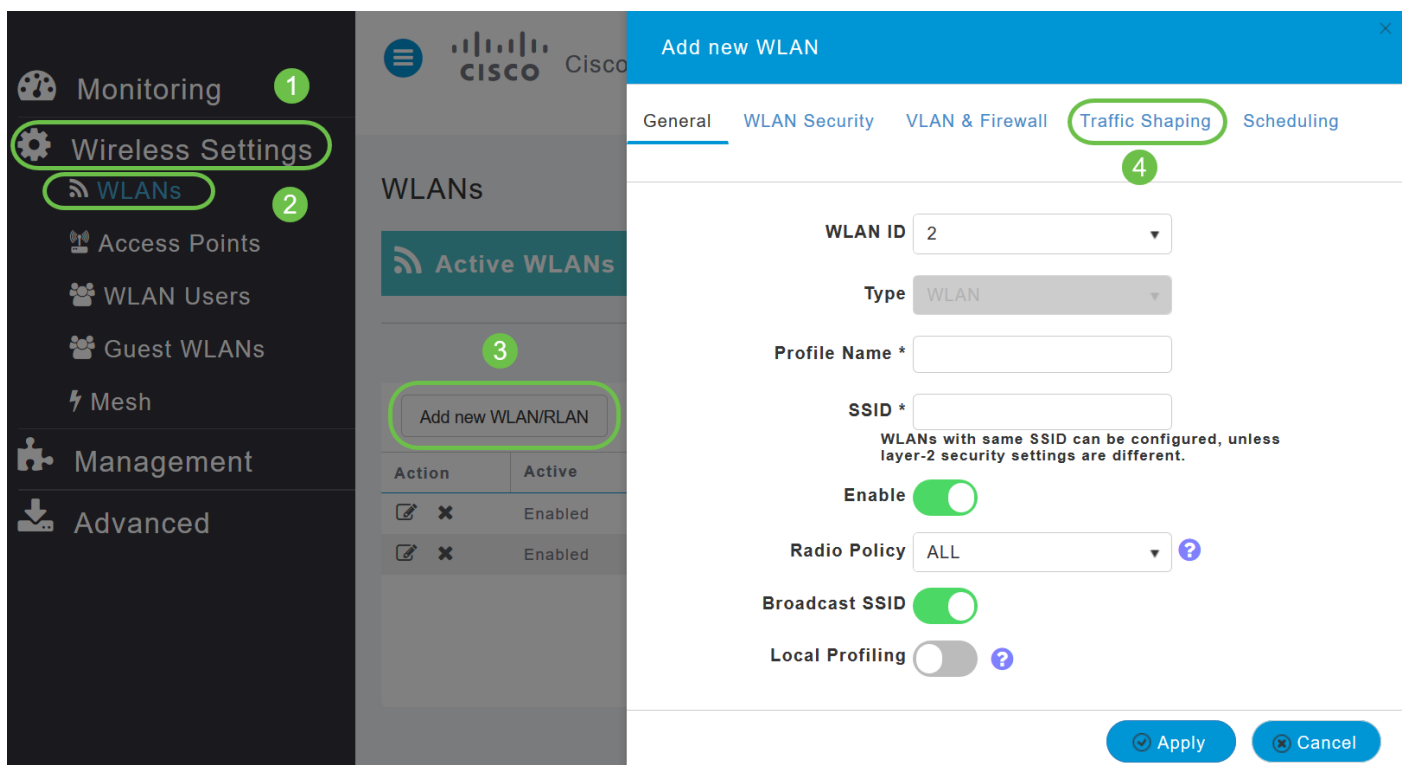 Monitoring
1
Wireless Settings
WLANs
2
Access Points
WLAN Users
Guest WLANs
Mesh
Management
Advanced
CISCO
Cisco
WLANs
Active WLANs
3
Add new WLAN/RLAN
Action Active
Enabled
Enabled
Add new WLAN
General WLAN Security VLAN & Firewall Traffic Shaping Scheduling
4
WLAN ID 2
Type WLAN
Profile Name *
SSID *
WLANs with same SSID can be configured, unless
layer-2 security settings are different.
Enable
Radio Policy ALL ?
Broadcast SSID
Local Profiling ?
Apply Cancel